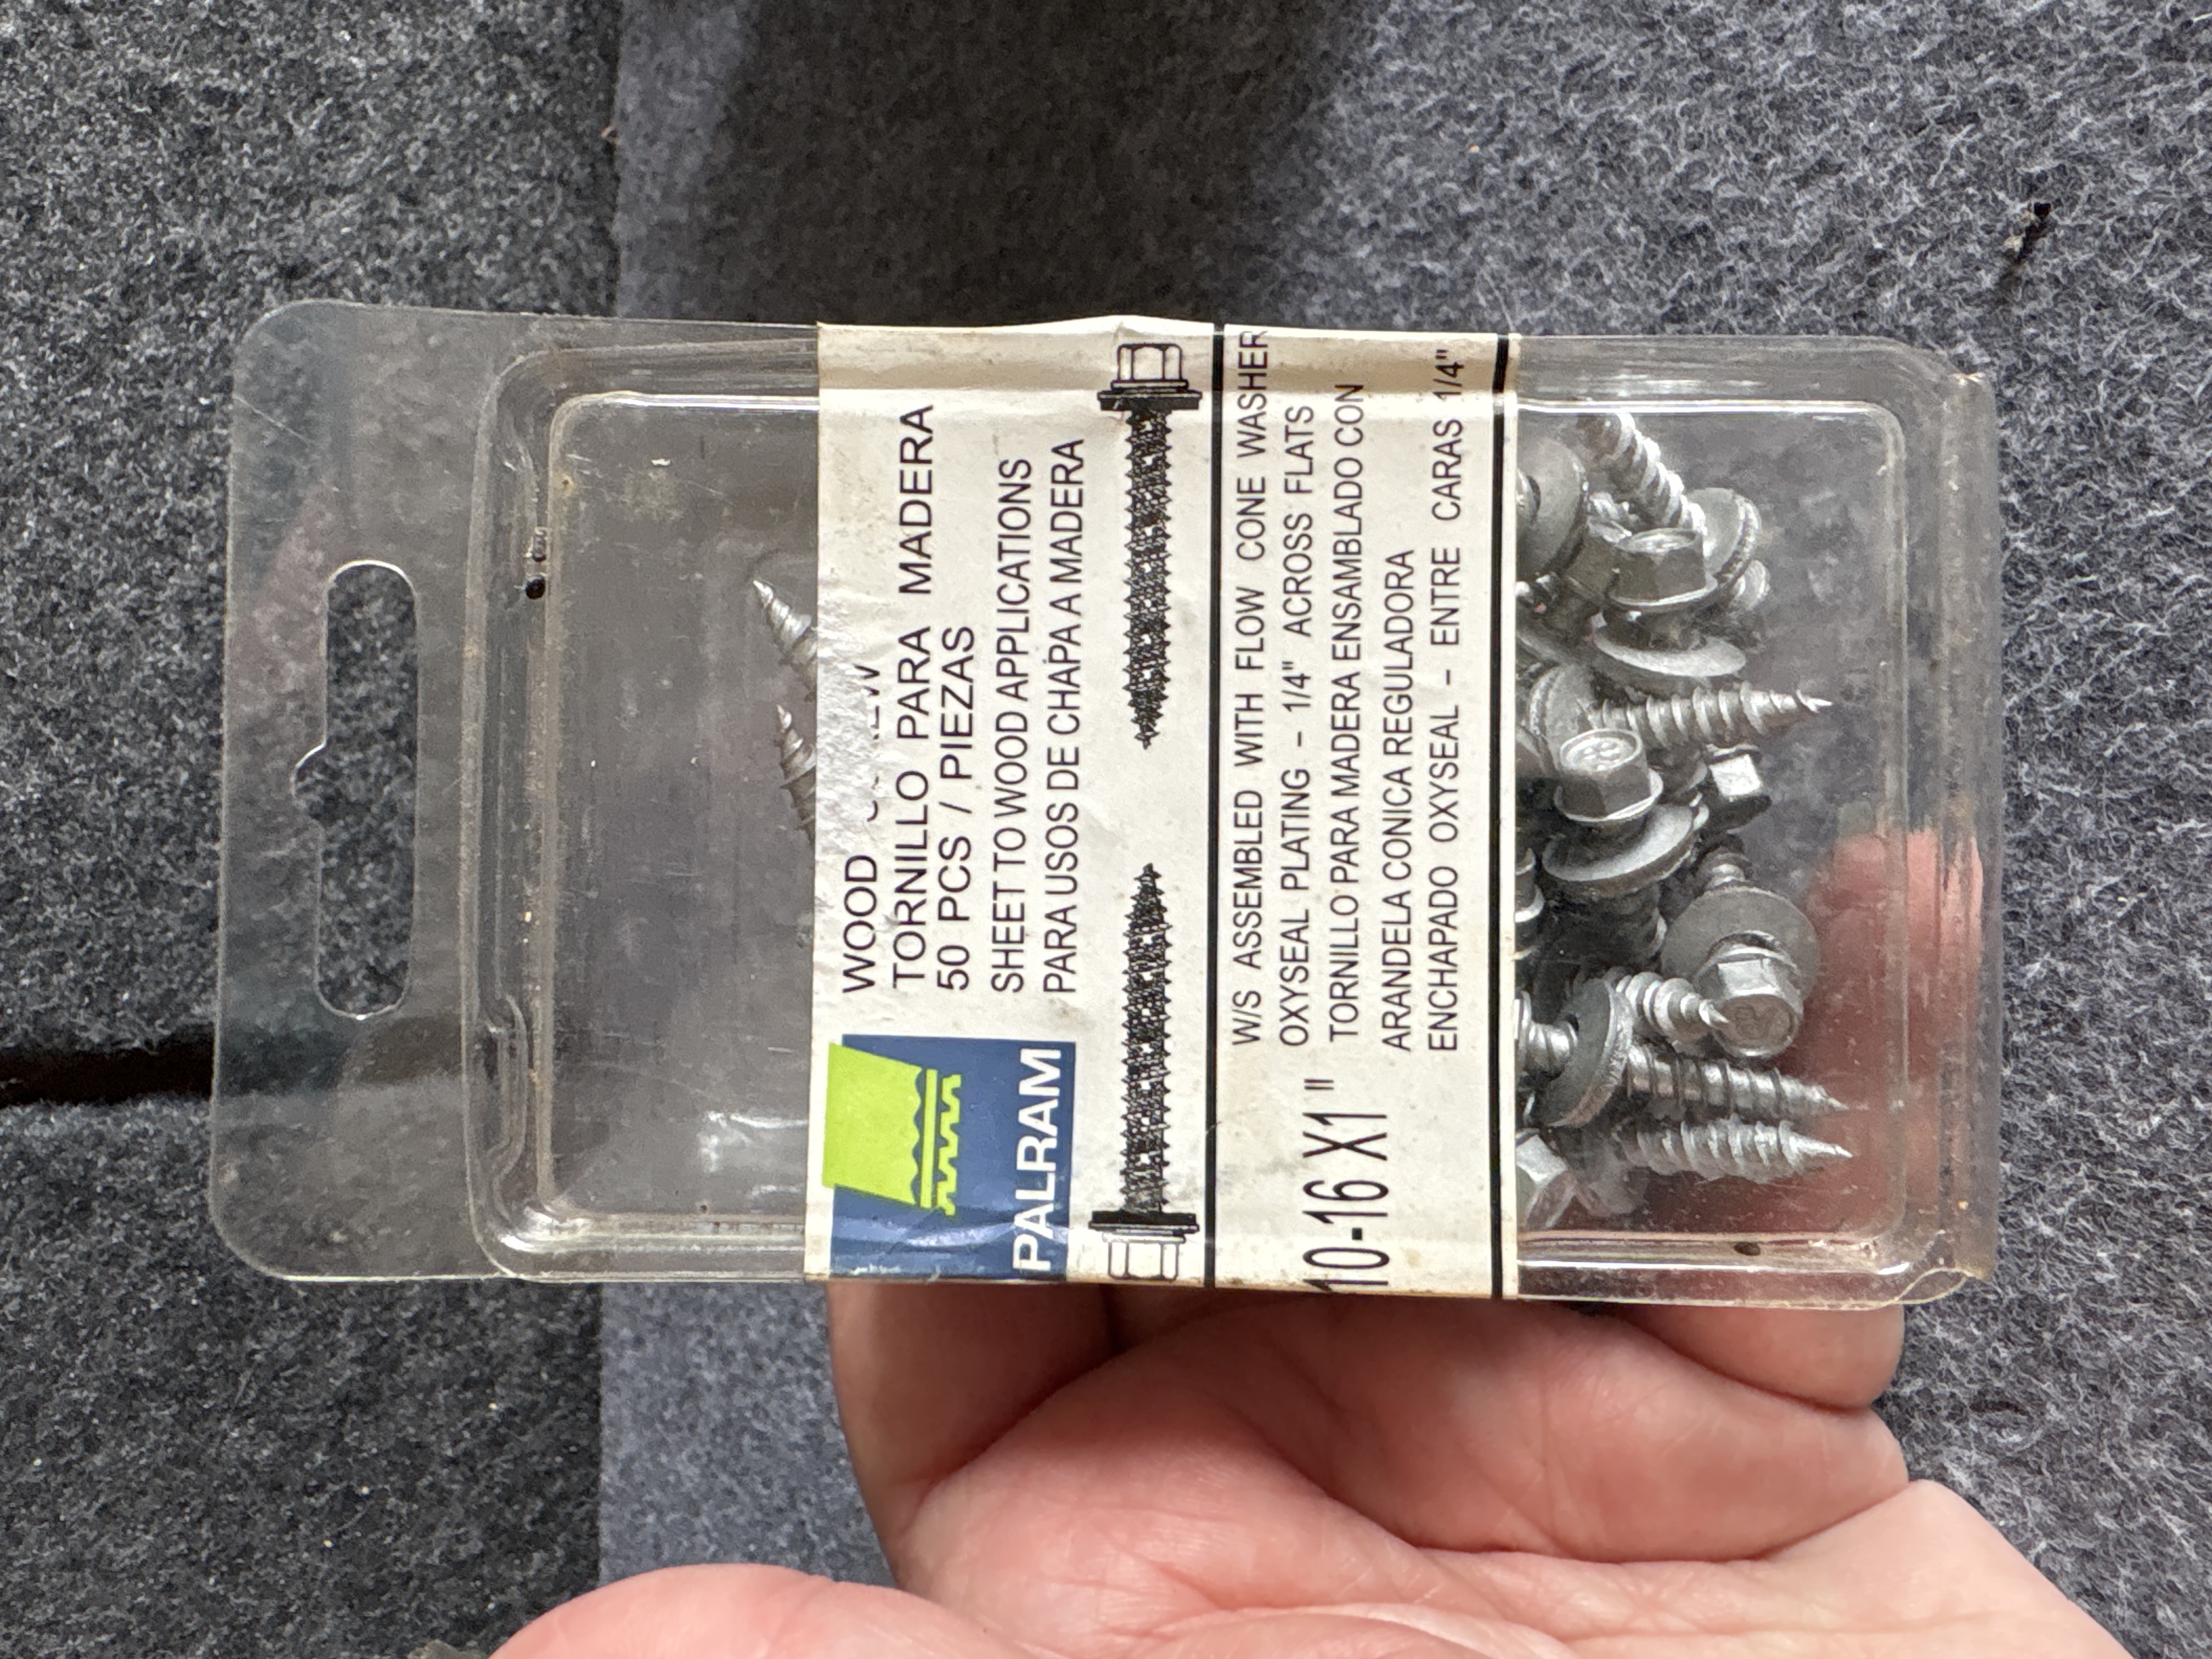 WOOD SCREW
TORNILLO PARA MADERA
50 PCS / PIEZAS
SHEET TO WOOD APPLICATIONS
PARA USOS DE CHAPA A MADERA
PALRAM
W/S ASSEMBLED WITH FLOW CONE WASHER
OXYSEAL PLATING - 1/4" ACROSS FLATS
TORNILLO PARA MADERA ENSAMBLADO CON
ARANDELA CONICA REGULADORA
ENCHAPADO OXYSEAL - ENTRE CARAS 1/4"
10-16 X1"